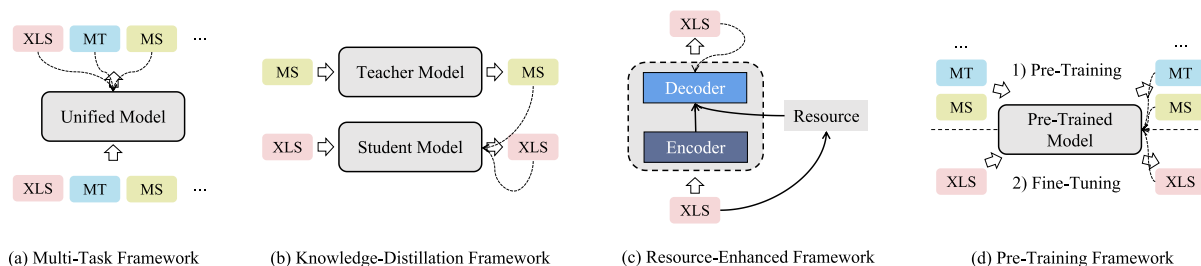 XLS MT MS ...
Unified Model
XLS MT MS ...
(a) Multi-Task Framework
MS Teacher Model MS
XLS Student Model XLS
(b) Knowledge-Distillation Framework
XLS
Decoder
Resource
Encoder
XLS
(c) Resource-Enhanced Framework
... ...
MT 1) Pre-Training MT
MS MS
Pre-Trained
Model
XLS 2) Fine-Tuning XLS
(d) Pre-Training Framework